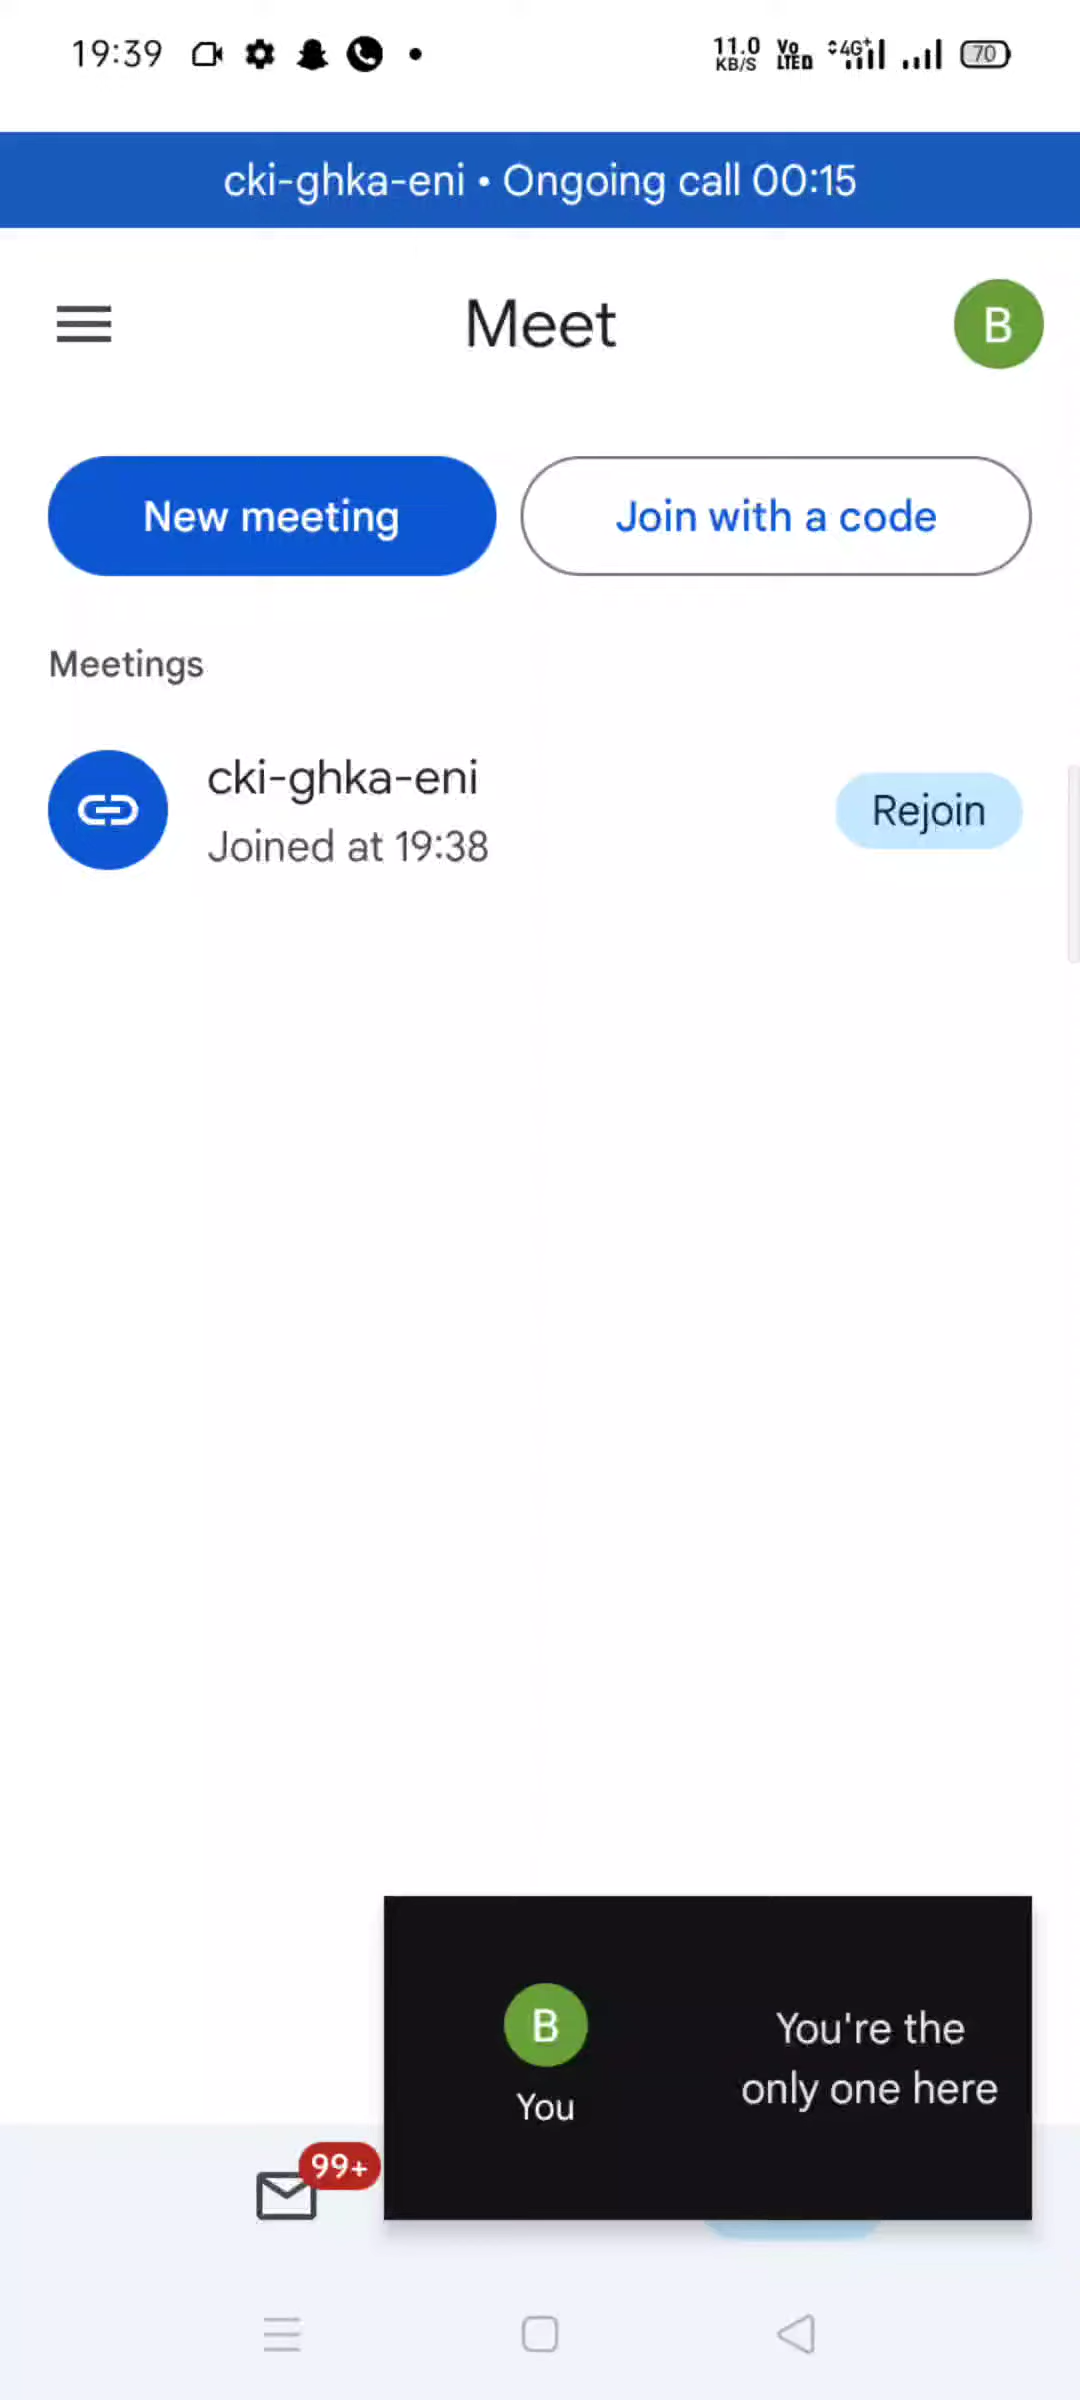 19:39 11.0 KB/S Vo LTED 4G+ 70
cki-ghka-eni • Ongoing call 00:15
Meet
B
New meeting
Join with a code
Meetings
cki-ghka-eni
Joined at 19:38
Rejoin
B
You
You're the
only one here
99+